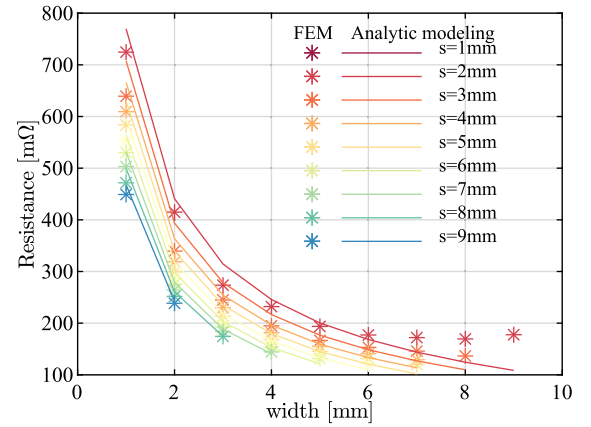 800
700
600
500
400
300
200
100
Resistance [mΩ]
FEM Analytic modeling
s=1mm
s=2mm
s=3mm
s=4mm
s=5mm
s=6mm
s=7mm
s=8mm
s=9mm
0 2 4 6 8 10
width [mm]